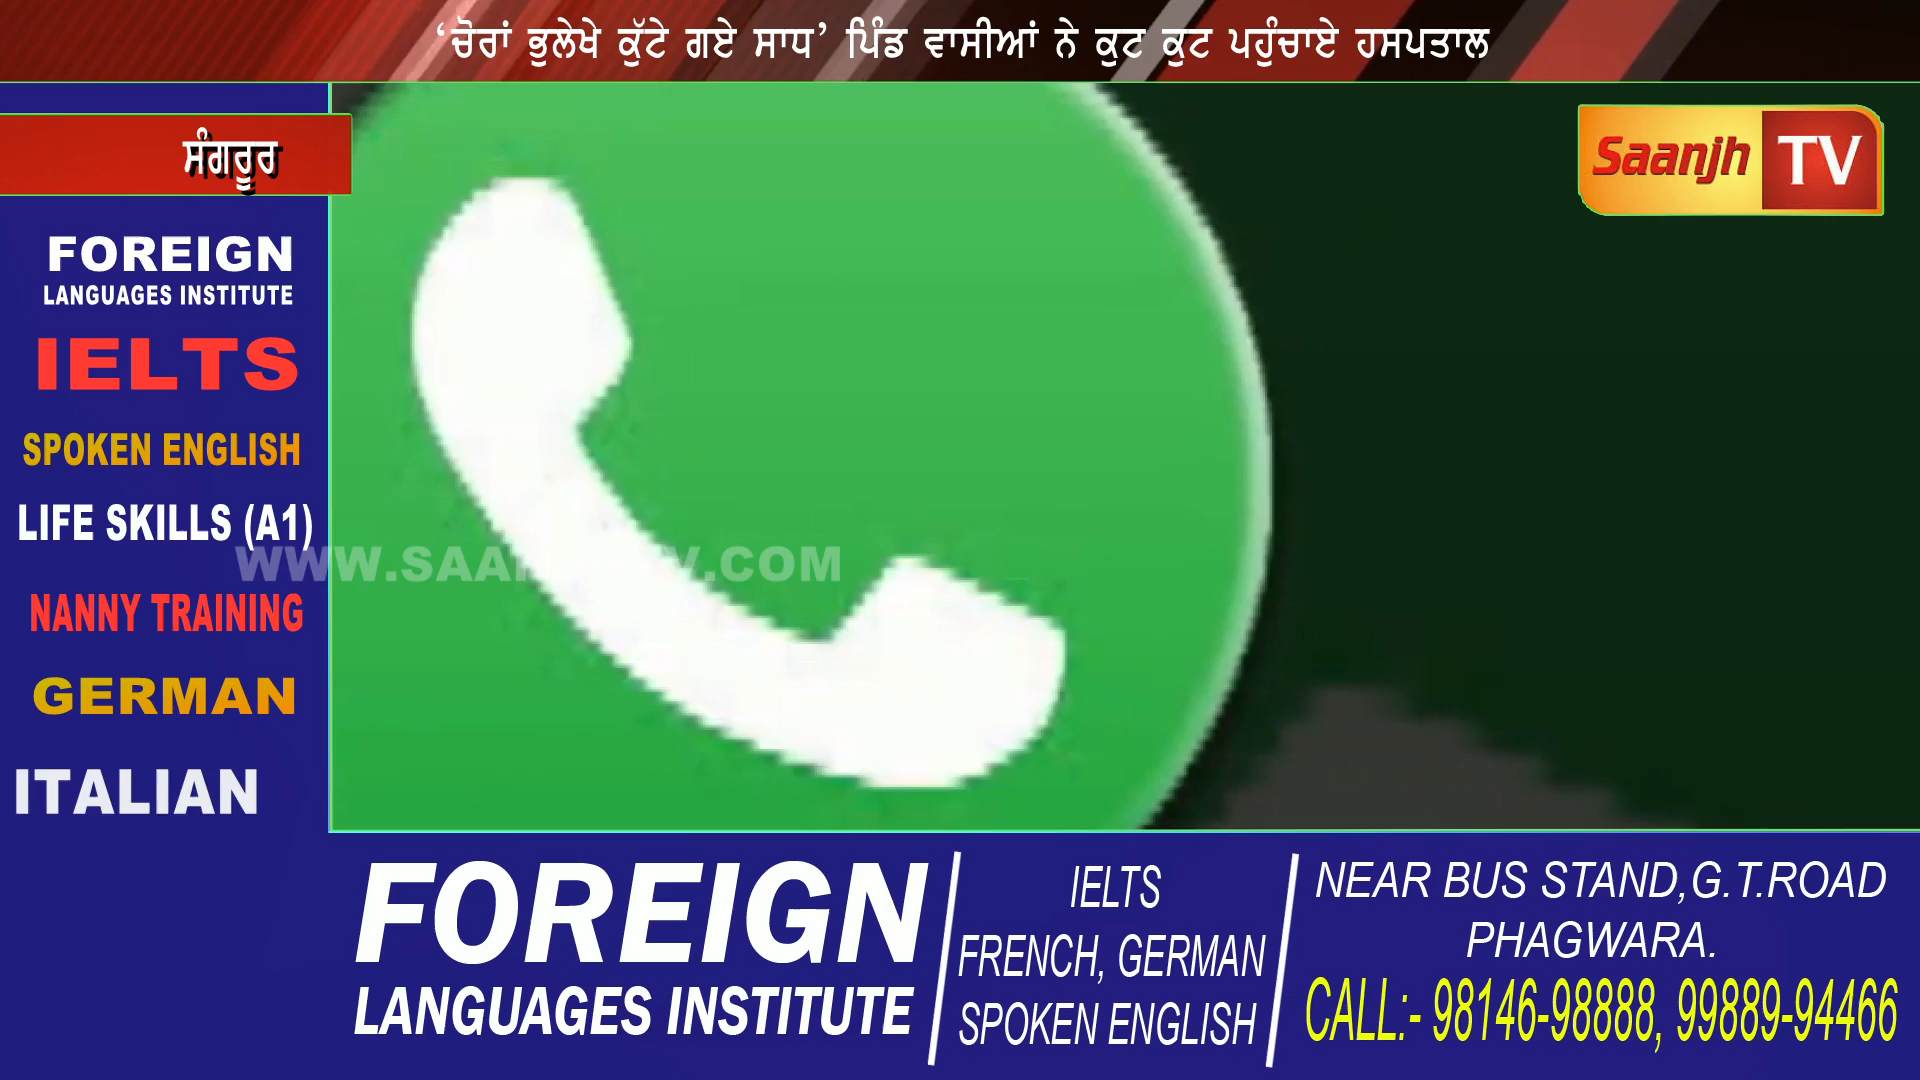 ‘ਚੋਰਾਂ ਭੁਲੇਖੇ ਕੁੱਟੇ ਗਏ ਸਾਧ’ ਪਿੰਡ ਵਾਸੀਆਂ ਨੇ ਕੁਟ ਕੁਟ ਪਹੁੰਚਾਏ ਹਸਪਤਾਲ
ਸੰਗਰੂਰ
Saanjh TV
FOREIGN
LANGUAGES INSTITUTE
IELTS
SPOKEN ENGLISH
LIFE SKILLS (A1)
NANNY TRAINING
GERMAN
ITALIAN
FOREIGN
LANGUAGES INSTITUTE
IELTS
FRENCH, GERMAN
SPOKEN ENGLISH
NEAR BUS STAND,G.T.ROAD
PHAGWARA.
CALL:- 98146-98888, 99889-94466